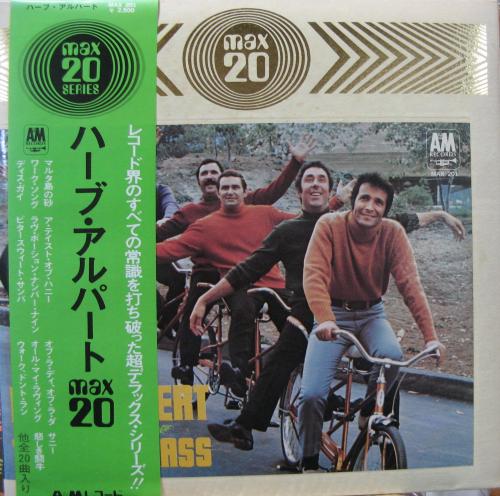 ハーブ・アルパート
MAX 201
¥ 2,500
max
20
SERIES
A&M
RECORDS
レコード界のすべての常識を打ち破った超デラックス・シリーズ!!
ハーブ・アルパート max 20
マルタ島の砂
ワーク・ソング
ディス・ガイ
ア・テイスト・オブ・ハニー
ラヴ・ポーション・ナンバー・ナイン
ビタースウィート・サンバ
オブ・ラ・ディ、オブ・ラ・ダ
オール・マイ・ラヴィング
ウォーク、ドント・ラン
サニー
悲しき闘牛
他全20曲入り
A&Mレコード
max
20
A&M
RECORDS
MAX 201
ERT
ASS